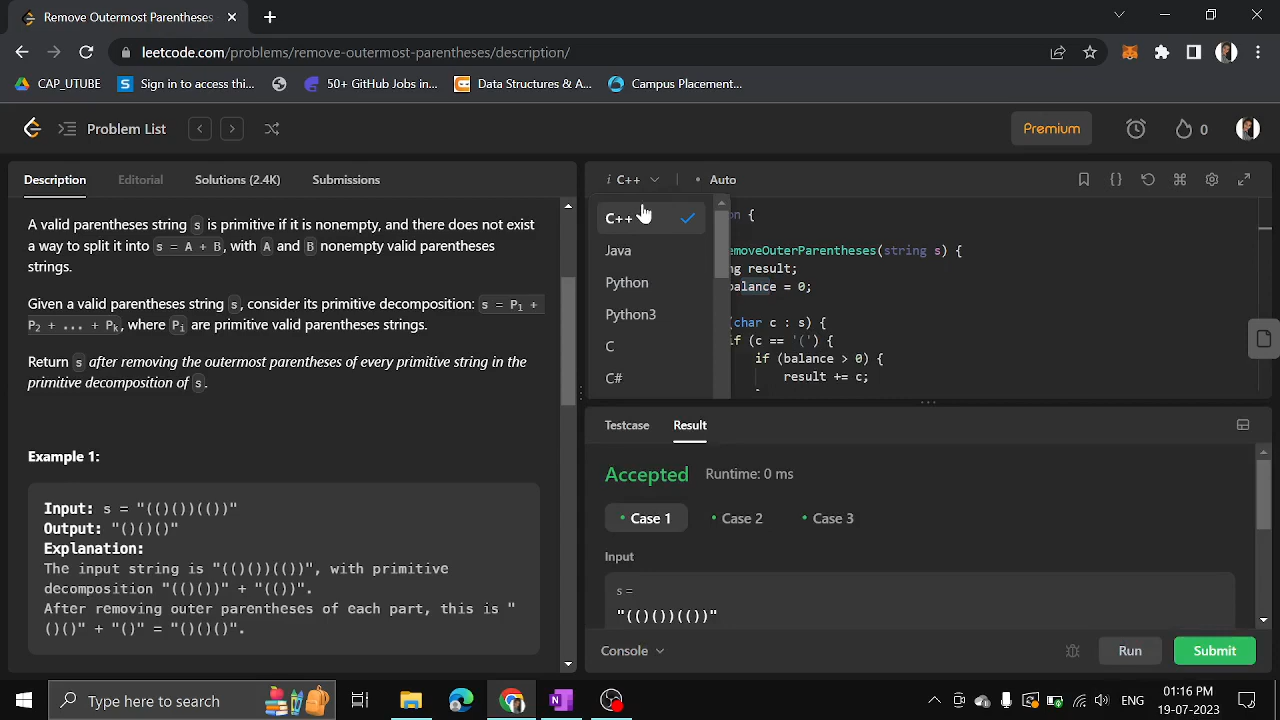 Remove Outermost Parentheses
leetcode.com/problems/remove-outermost-parentheses/description/
CAP_UTUBE
Sign in to access thi...
50+ GitHub Jobs in...
Data Structures & A...
Campus Placement...
Problem List
Premium
0
Description
Editorial
Solutions (2.4K)
Submissions
A valid parentheses string s is primitive if it is nonempty, and there does not exist
a way to split it into s = A + B, with A and B nonempty valid parentheses
strings.
Given a valid parentheses string s, consider its primitive decomposition: s = P1 +
P2 + ... + Pk, where Pi are primitive valid parentheses strings.
Return s after removing the outermost parentheses of every primitive string in the
primitive decomposition of s.
Example 1:
Input: s = "(()())(())"
Output: "()()()"
Explanation:
The input string is "(()())(())", with primitive
decomposition "(()())" + "(())".
After removing outer parentheses of each part, this is "
()()" + "()" = "()()()".
i C++
• Auto
{}
C++
Java
Python
Python3
C
C#
on {
emoveOuterParentheses(string s) {
ng result;
balance = 0;
(char c : s) {
if (c == '(') {
if (balance > 0) {
result += c;
Testcase
Result
Accepted
Runtime: 0 ms
• Case 1
• Case 2
• Case 3
Input
s =
"(()())(())"
Console
Run
Submit
Type here to search
ENG
01:16 PM
19-07-2023